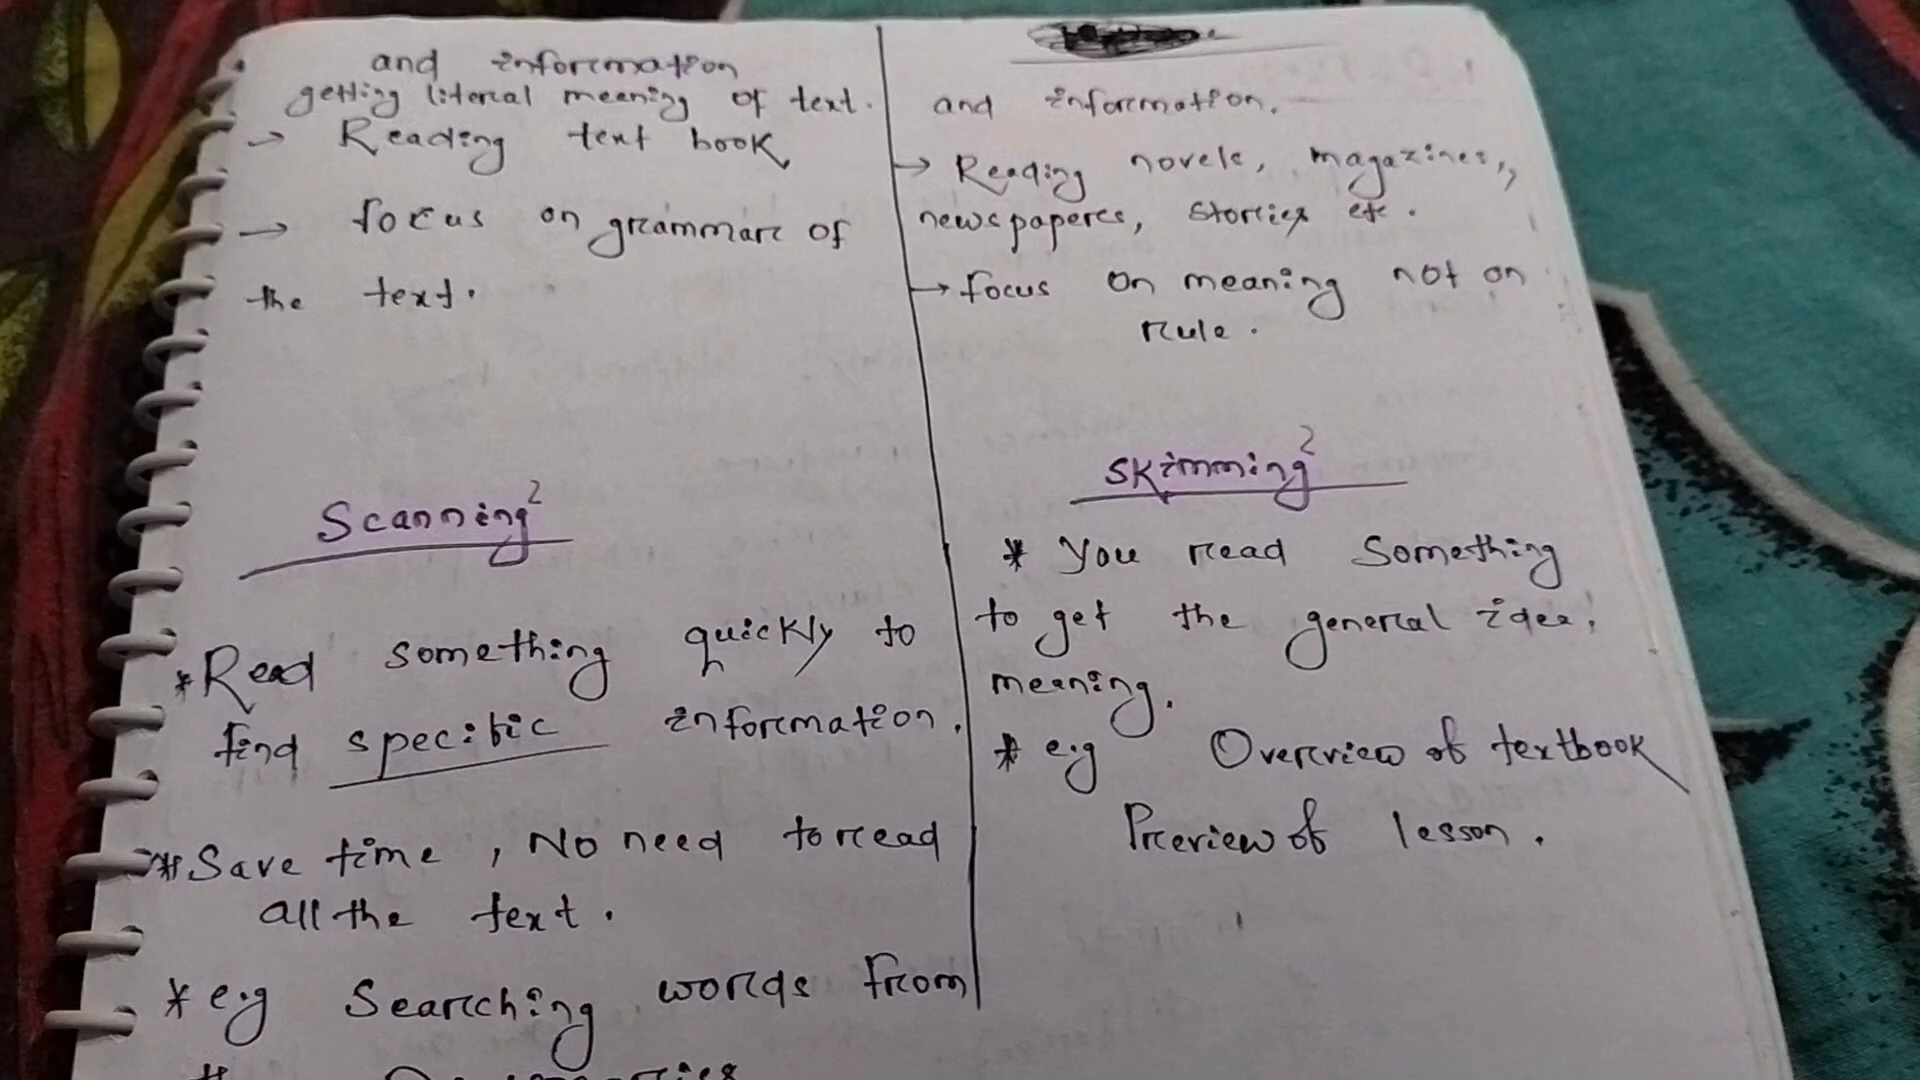 and information
getting literal meaning of text.
→ Reading text book
→ focus on grammar of
the text.
and information.
→ Reading novels, magazines,
newspapers, stories etc.
→ focus on meaning not on
rule.
Scanning²
* Read something quickly to
find specific information.
* Save time, No need to read
all the text.
* e.g Searching words from
Skimming²
* You read Something
to get the general idea,
meaning.
* e.g Overview of textbook
Preview of lesson.